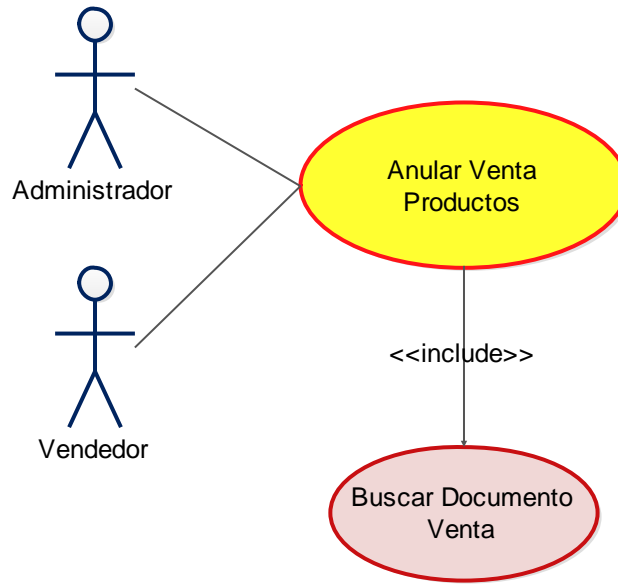 Administrador
Anular Venta
Productos
Vendedor
<<include>>
Buscar Documento
Venta